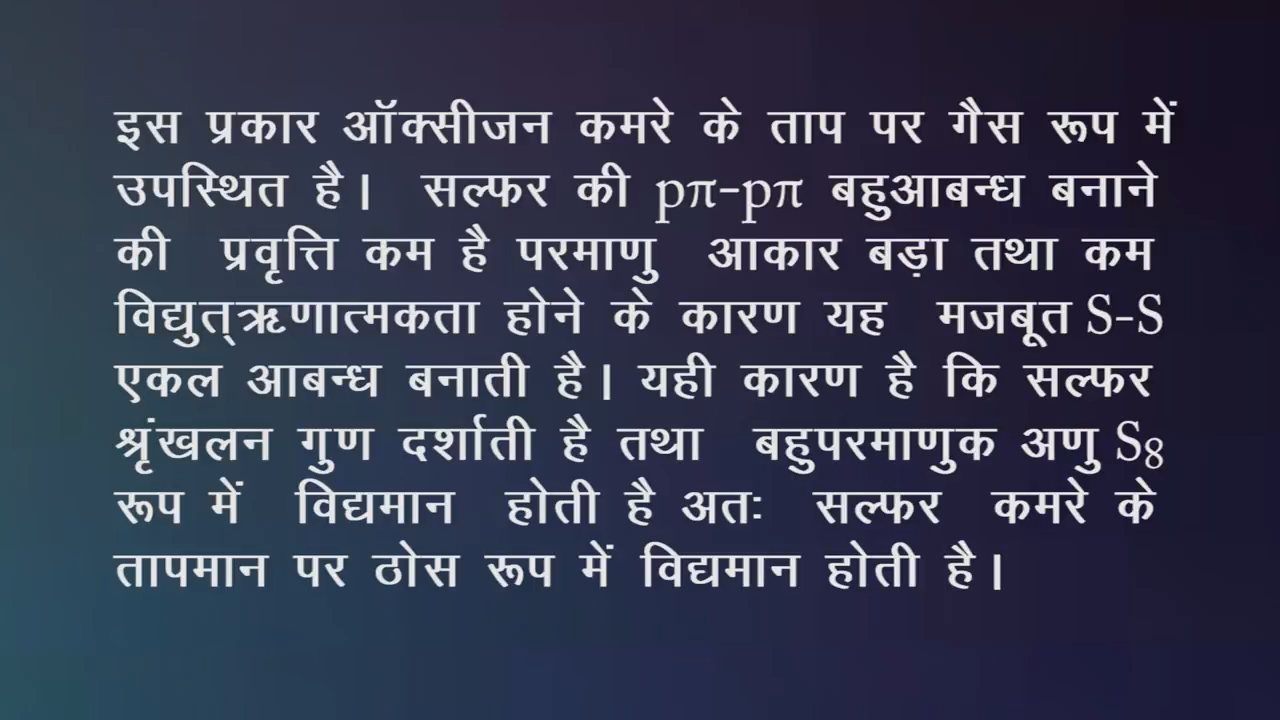 इस प्रकार ऑक्सीजन कमरे के ताप पर गैस रूप में
उपस्थित है। सल्फर की pπ-pπ बहुआबन्ध बनाने
की प्रवृत्ति कम है परमाणु आकार बड़ा तथा कम
विद्युत्ऋणात्मकता होने के कारण यह मजबूत S-S
एकल आबन्ध बनाती है। यही कारण है कि सल्फर
श्रृंखलन गुण दर्शाती है तथा बहुपरमाणुक अणु S₈
रूप में विद्यमान होती है अतः सल्फर कमरे के
तापमान पर ठोस रूप में विद्यमान होती है।